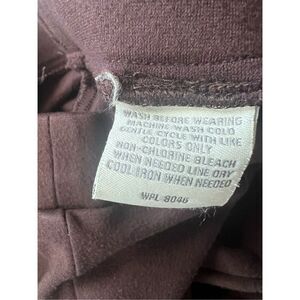 WASH BEFORE WEARING
MACHINE WASH COLD
GENTLE CYCLE WITH LIKE
COLORS ONLY
NON-CHLORINE BLEACH
WHEN NEEDED LINE DRY
COOL IRON WHEN NEEDED
WPL 8046